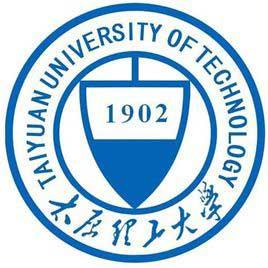 TAIYUAN UNIVERSITY OF TECHNOLOGY
1902
太原理工大学